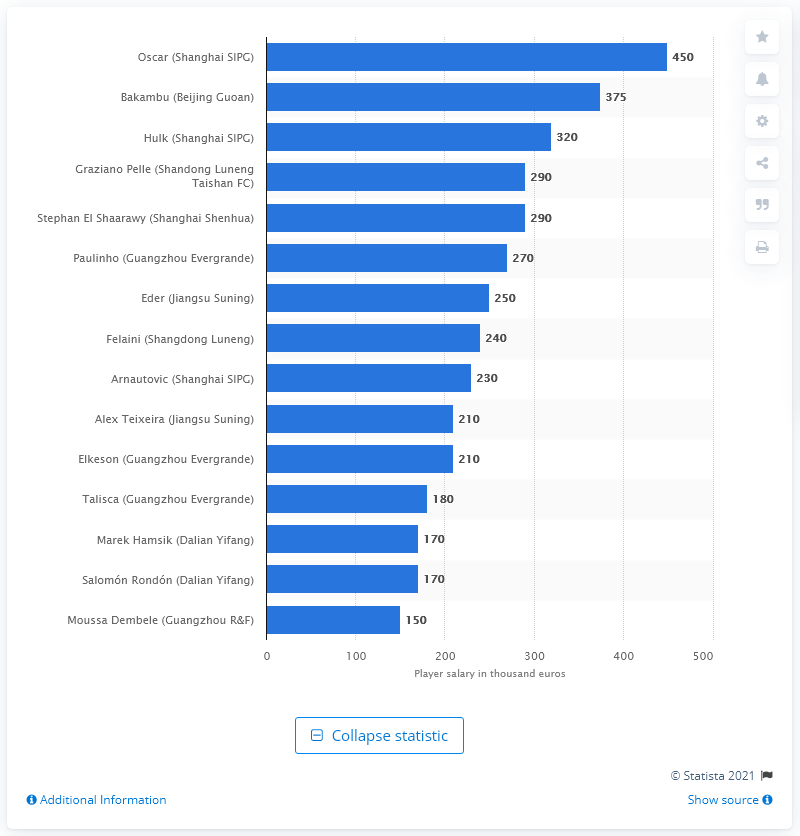 Oscar (Shanghai SIPG) 450
Bakambu (Beijing Guoan) 375
Hulk (Shanghai SIPG) 320
Graziano Pelle (Shandong Luneng
Taishan FC) 290
Stephan El Shaarawy (Shanghai Shenhua) 290
Paulinho (Guangzhou Evergrande) 270
Eder (Jiangsu Suning) 250
Felaini (Shangdong Luneng) 240
Arnautovic (Shanghai SIPG) 230
Alex Teixeira (Jiangsu Suning) 210
Elkeson (Guangzhou Evergrande) 210
Talisca (Guangzhou Evergrande) 180
Marek Hamsik (Dalian Yifang) 170
Salomón Rondón (Dalian Yifang) 170
Moussa Dembele (Guangzhou R&F) 150
0 100 200 300 400 500
Player salary in thousand euros
Collapse statistic
© Statista 2021
Additional Information
Show source